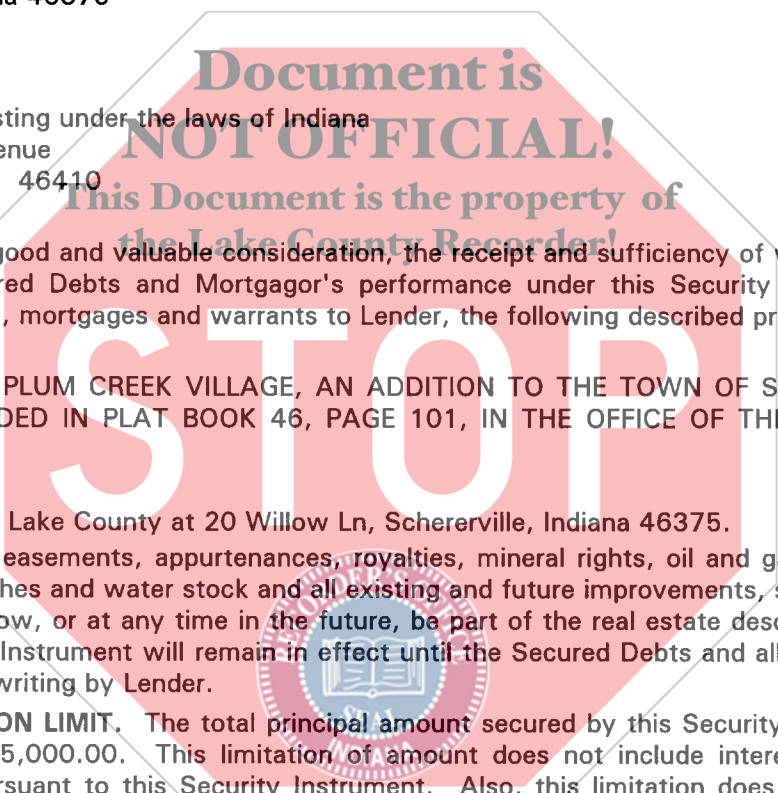 Document is
sting under the laws of Indiana
enue
NOT OFFICIAL!
46410
This Document is the property of
the Lake County Recorder!
good and valuable consideration, the receipt and sufficiency of
red Debts and Mortgagor's performance under this Security
, mortgages and warrants to Lender, the following described pr
STOP
PLUM CREEK VILLAGE, AN ADDITION TO THE TOWN OF S
DED IN PLAT BOOK 46, PAGE 101, IN THE OFFICE OF THE
Lake County at 20 Willow Ln, Schererville, Indiana 46375.
easements, appurtenances, royalties, mineral rights, oil and g
hes and water stock and all existing and future improvements, s
ow, or at any time in the future, be part of the real estate desc
Instrument will remain in effect until the Secured Debts and all
writing by Lender.
SEAL
INDIANA
ON LIMIT. The total principal amount secured by this Security
5,000.00. This limitation of amount does not include intere
rsuant to this Security Instrument. Also, this limitation does